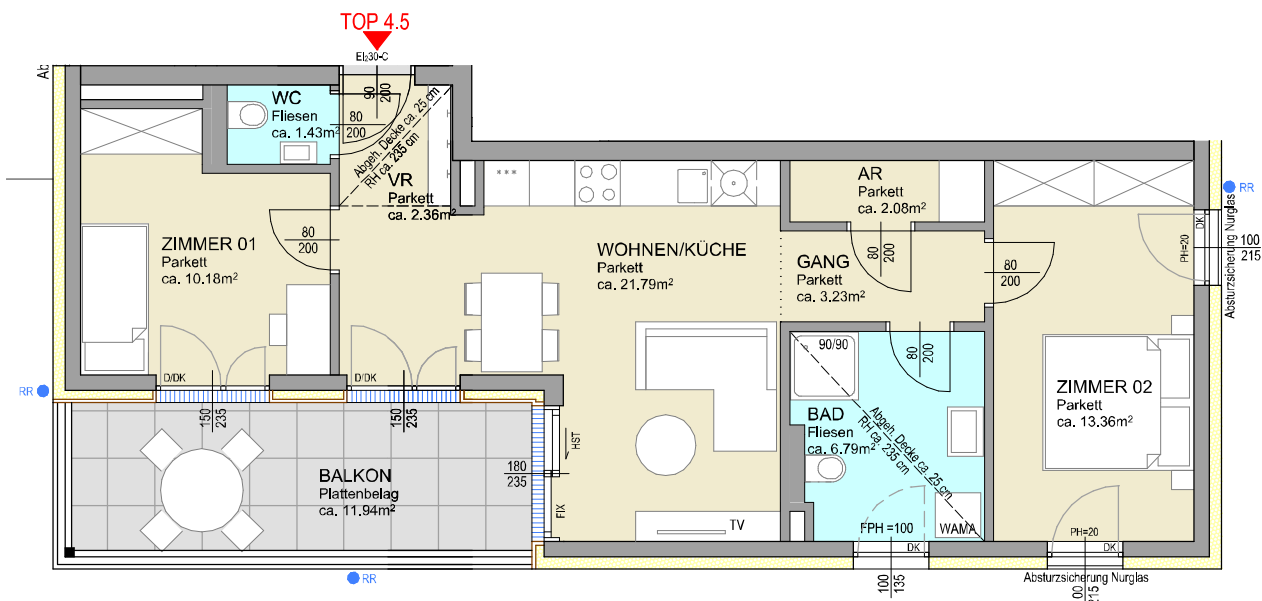 TOP 4.5
EI₂30-C
Ab
90
200
WC
Fliesen
ca. 1.43m²
80
200
Abgeh. Decke ca. 25 cm
RH ca. 235 cm
VR
Parkett
ca. 2.36m²
***
AR
Parkett
ca. 2.08m²
80
200
RR
DK
PH=20
100
215
Absturzsicherung Nurglas
ZIMMER 01
Parkett
ca. 10.18m²
80
200
WOHNEN/KÜCHE
Parkett
ca. 21.79m²
GANG
Parkett
ca. 3.23m²
80
200
90/90
80
200
D/DK
D/DK
RR
150
235
150
235
BAD
Fliesen
ca. 6.79m²
Abgeh. Decke ca. 25 cm
RH ca. 235 cm
ZIMMER 02
Parkett
ca. 13.36m²
BALKON
Plattenbelag
ca. 11.94m²
HST
180
235
FIX
TV
FPH =100
WAMA
PH=20
DK
DK
RR
100
135
00
215
Absturzsicherung Nurglas